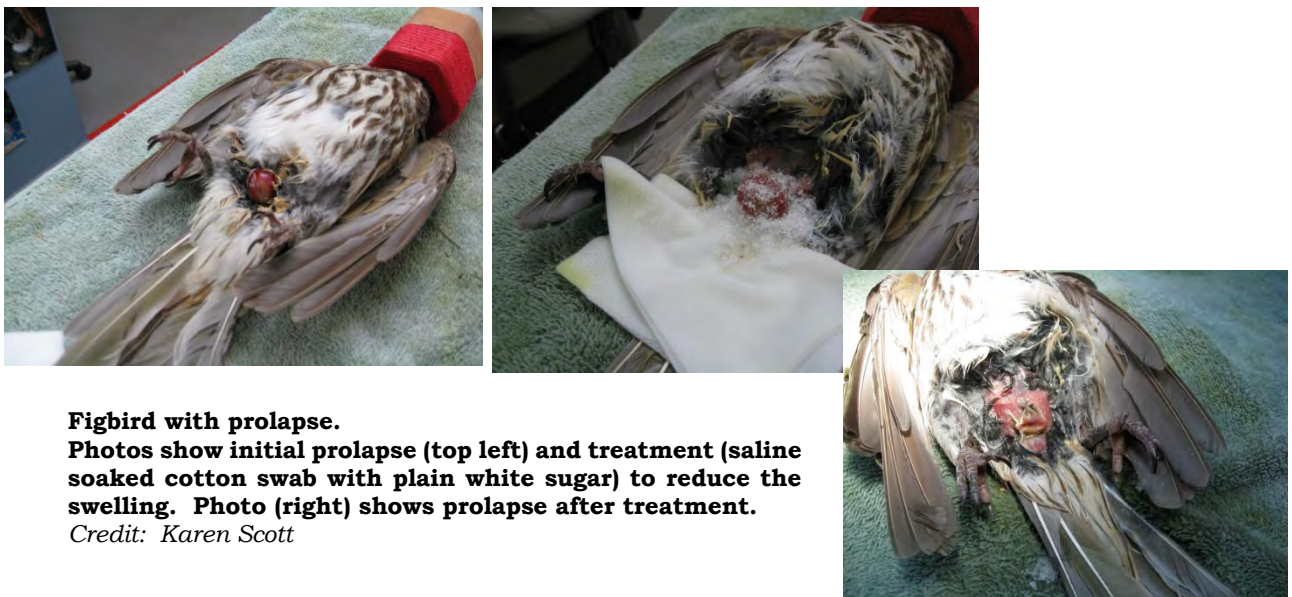 Figbird with prolapse.
Photos show initial prolapse (top left) and treatment (saline
soaked cotton swab with plain white sugar) to reduce the
swelling.  Photo (right) shows prolapse after treatment.
Credit:  Karen Scott